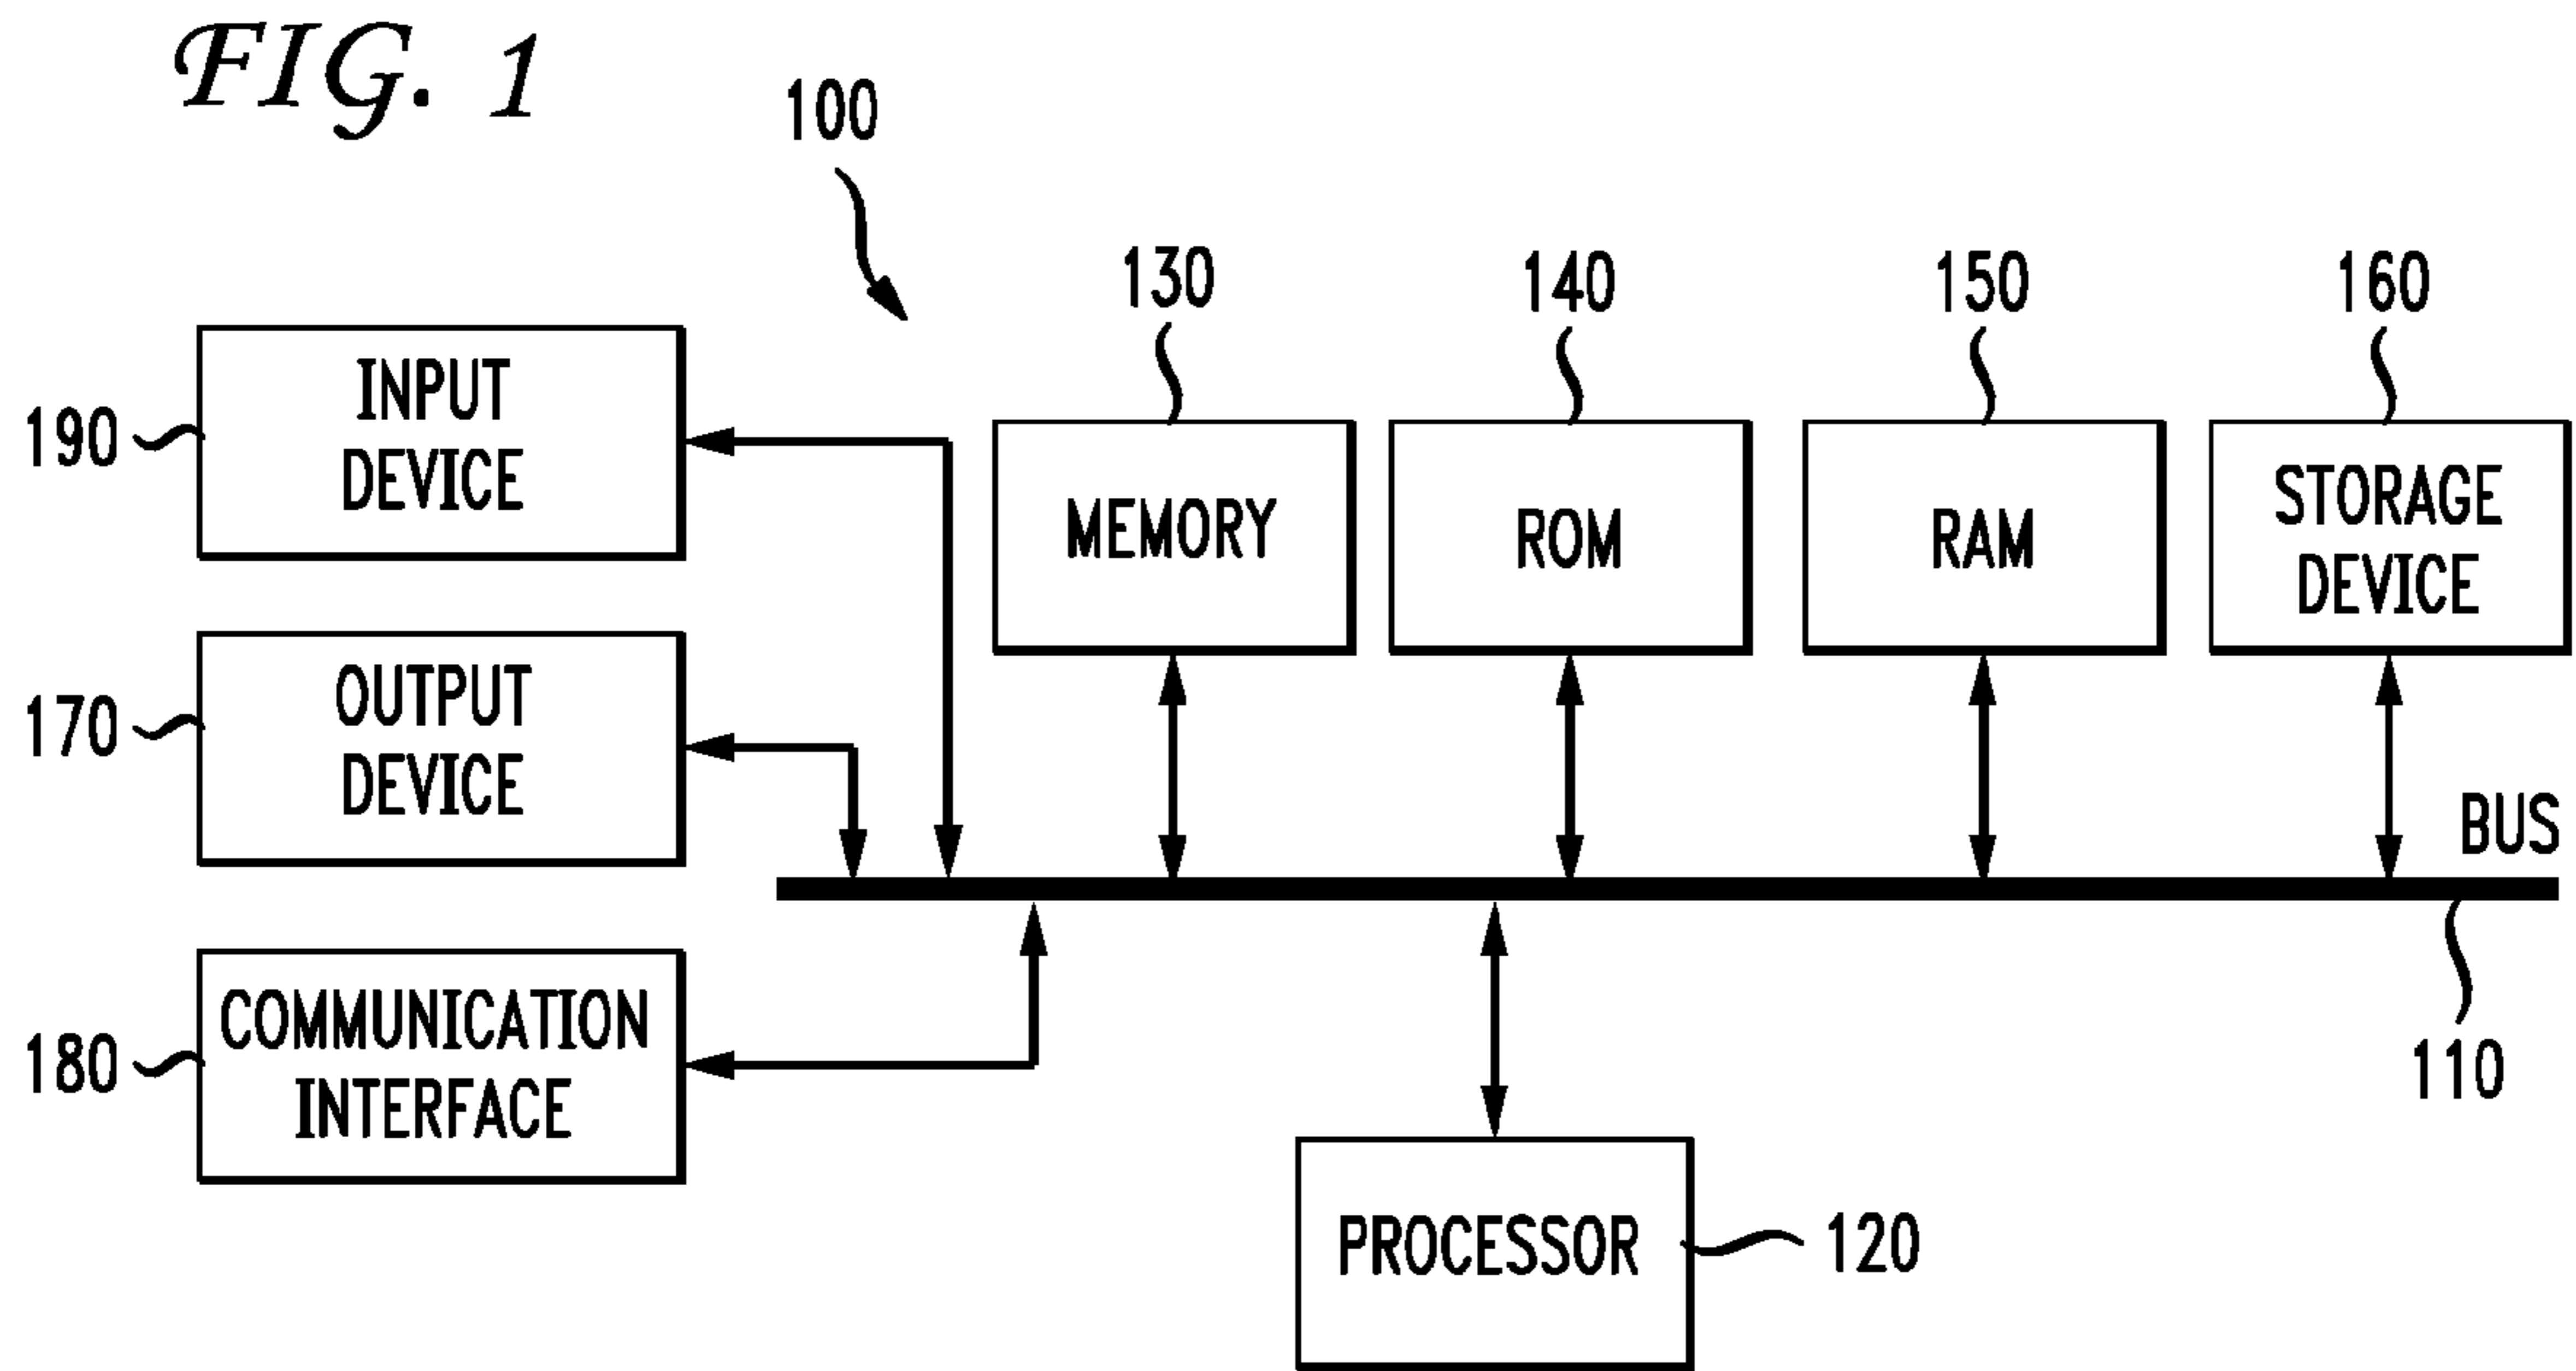 FIG. 1
100
130
140
150
160
190
INPUT
DEVICE
MEMORY
ROM
RAM
STORAGE
DEVICE
170
OUTPUT
DEVICE
BUS
180
COMMUNICATION
INTERFACE
110
PROCESSOR
120